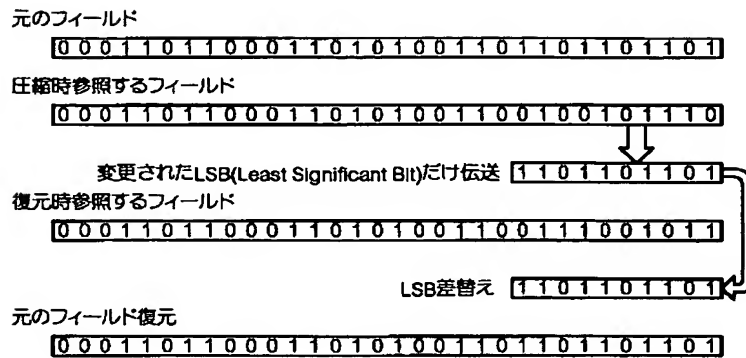 元のフィールド
0 0 0 1 1 0 1 1 0 0 0 1 1 0 1 0 1 0 0 1 1 0 1 1 0 1 1 0 1 1 0 1
圧縮時参照するフィールド
0 0 0 1 1 0 1 1 0 0 0 1 1 0 1 0 1 0 0 1 1 0 0 1 0 0 1 0 1 1 1 0
変更されたLSB(Least Significant Bit)だけ伝送 1 1 0 1 1 0 1 1 0 1
復元時参照するフィールド
0 0 0 1 1 0 1 1 0 0 0 1 1 0 1 0 1 0 0 1 1 0 0 1 1 1 0 0 1 0 1 1
LSB差替え 1 1 0 1 1 0 1 1 0 1
元のフィールド復元
0 0 0 1 1 0 1 1 0 0 0 1 1 0 1 0 1 0 0 1 1 0 1 1 0 1 1 0 1 1 0 1